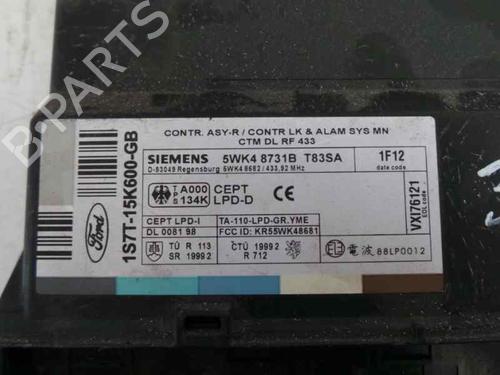 CONTR. ASY-R / CONTR LK & ALAM SYS MN
CTM DL RF 433
SIEMENS 5WK4 8731B T83SA
D-93049 Regensburg 5WK4 8682 / 433,92 MHz
1F12
date code
T A000
134K
CEPT
LPD-D
CEPT LPD-I
DL 0081 98
TA-110-LPD-GR.YME
FCC ID: KR55WK48681
TÚ R 113
SR 1999 2
ČTÚ 1999 2
R 712
電波 88LP0012
VXI76121
EOL code
Ford
1S7T-15K600-GB
B-Parts